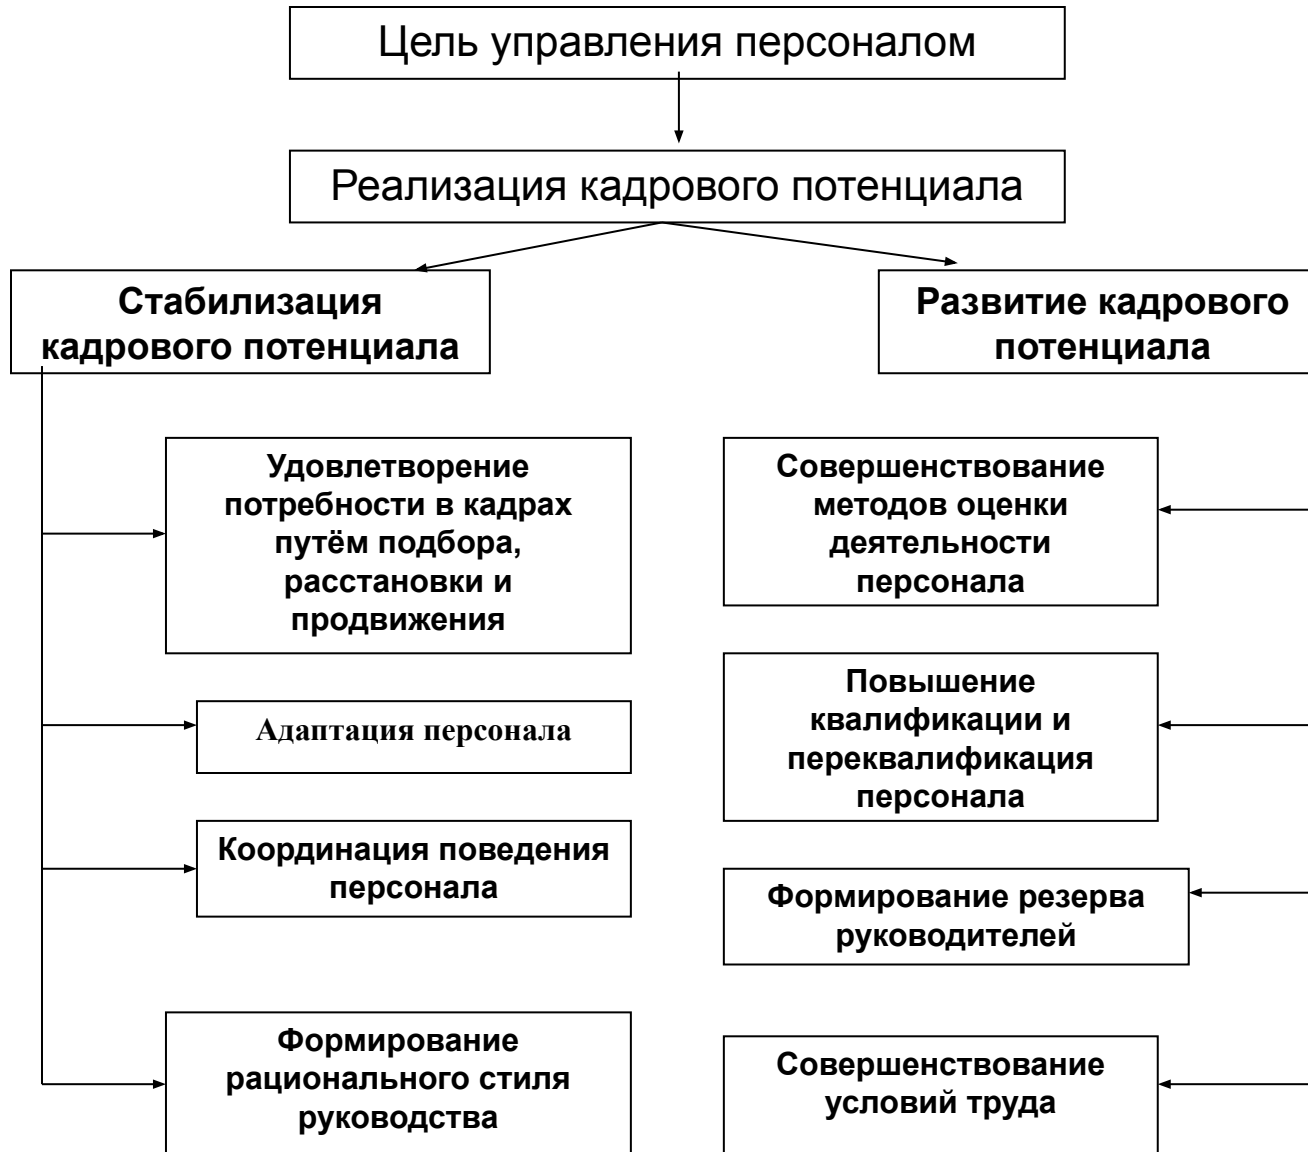 Цель управления персоналом
Реализация кадрового потенциала
Стабилизация
кадрового потенциала
Развитие кадрового
потенциала
Удовлетворение
потребности в кадрах
путём подбора,
расстановки и
продвижения
Адаптация персонала
Координация поведения
персонала
Формирование
рационального стиля
руководства
Совершенствование
методов оценки
деятельности
персонала
Повышение
квалификации и
переквалификация
персонала
Формирование резерва
руководителей
Совершенствование
условий труда